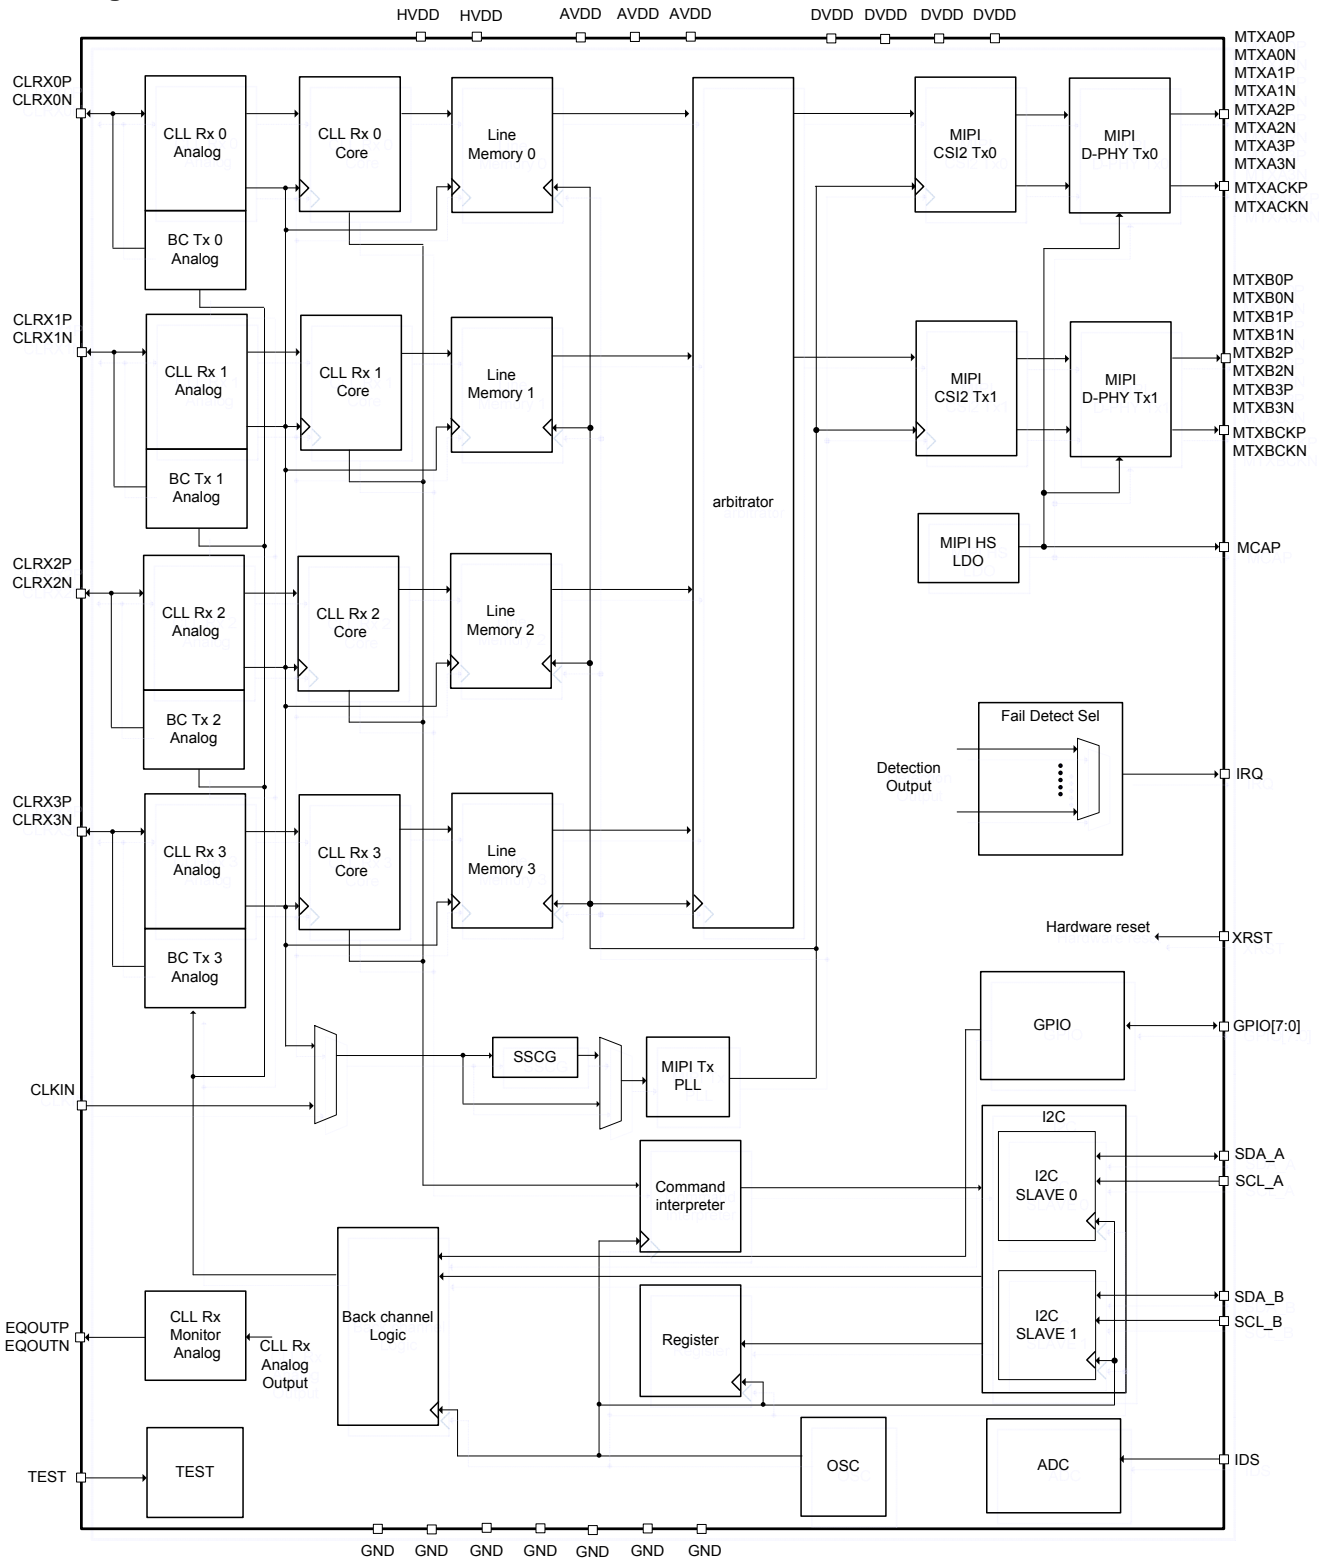 HVDD
HVDD
AVDD
AVDD
AVDD
DVDD
DVDD
DVDD
DVDD
CLRX0P
CLRX0N
CLL Rx 0
Analog
BC Tx 0
Analog
CLL Rx 0
Core
Line
Memory 0
MIPI
CSI2 Tx0
MIPI
D-PHY Tx0
MTXA0P
MTXA0N
MTXA1P
MTXA1N
MTXA2P
MTXA2N
MTXA3P
MTXA3N
MTXACKP
MTXACKN
CLRX1P
CLRX1N
CLL Rx 1
Analog
BC Tx 1
Analog
CLL Rx 1
Core
Line
Memory 1
arbitrator
MIPI
CSI2 Tx1
MIPI
D-PHY Tx1
MTXB0P
MTXB0N
MTXB1P
MTXB1N
MTXB2P
MTXB2N
MTXB3P
MTXB3N
MTXBCKP
MTXBCKN
MIPI HS
LDO
MCAP
CLRX2P
CLRX2N
CLL Rx 2
Analog
BC Tx 2
Analog
CLL Rx 2
Core
Line
Memory 2
Fail Detect Sel
Detection
Output
IRQ
CLRX3P
CLRX3N
CLL Rx 3
Analog
BC Tx 3
Analog
CLL Rx 3
Core
Line
Memory 3
Hardware reset
XRST
GPIO
GPIO[7:0]
CLKIN
SSCG
MIPI Tx
PLL
I2C
I2C
SLAVE 0
SDA_A
SCL_A
Command
interpreter
I2C
SLAVE 1
SDA_B
SCL_B
Back channel
Logic
Register
EQOUTP
EQOUTN
CLL Rx
Monitor
Analog
CLL Rx
Analog
Output
TEST
TEST
OSC
ADC
IDS
GND
GND
GND
GND
GND
GND
GND